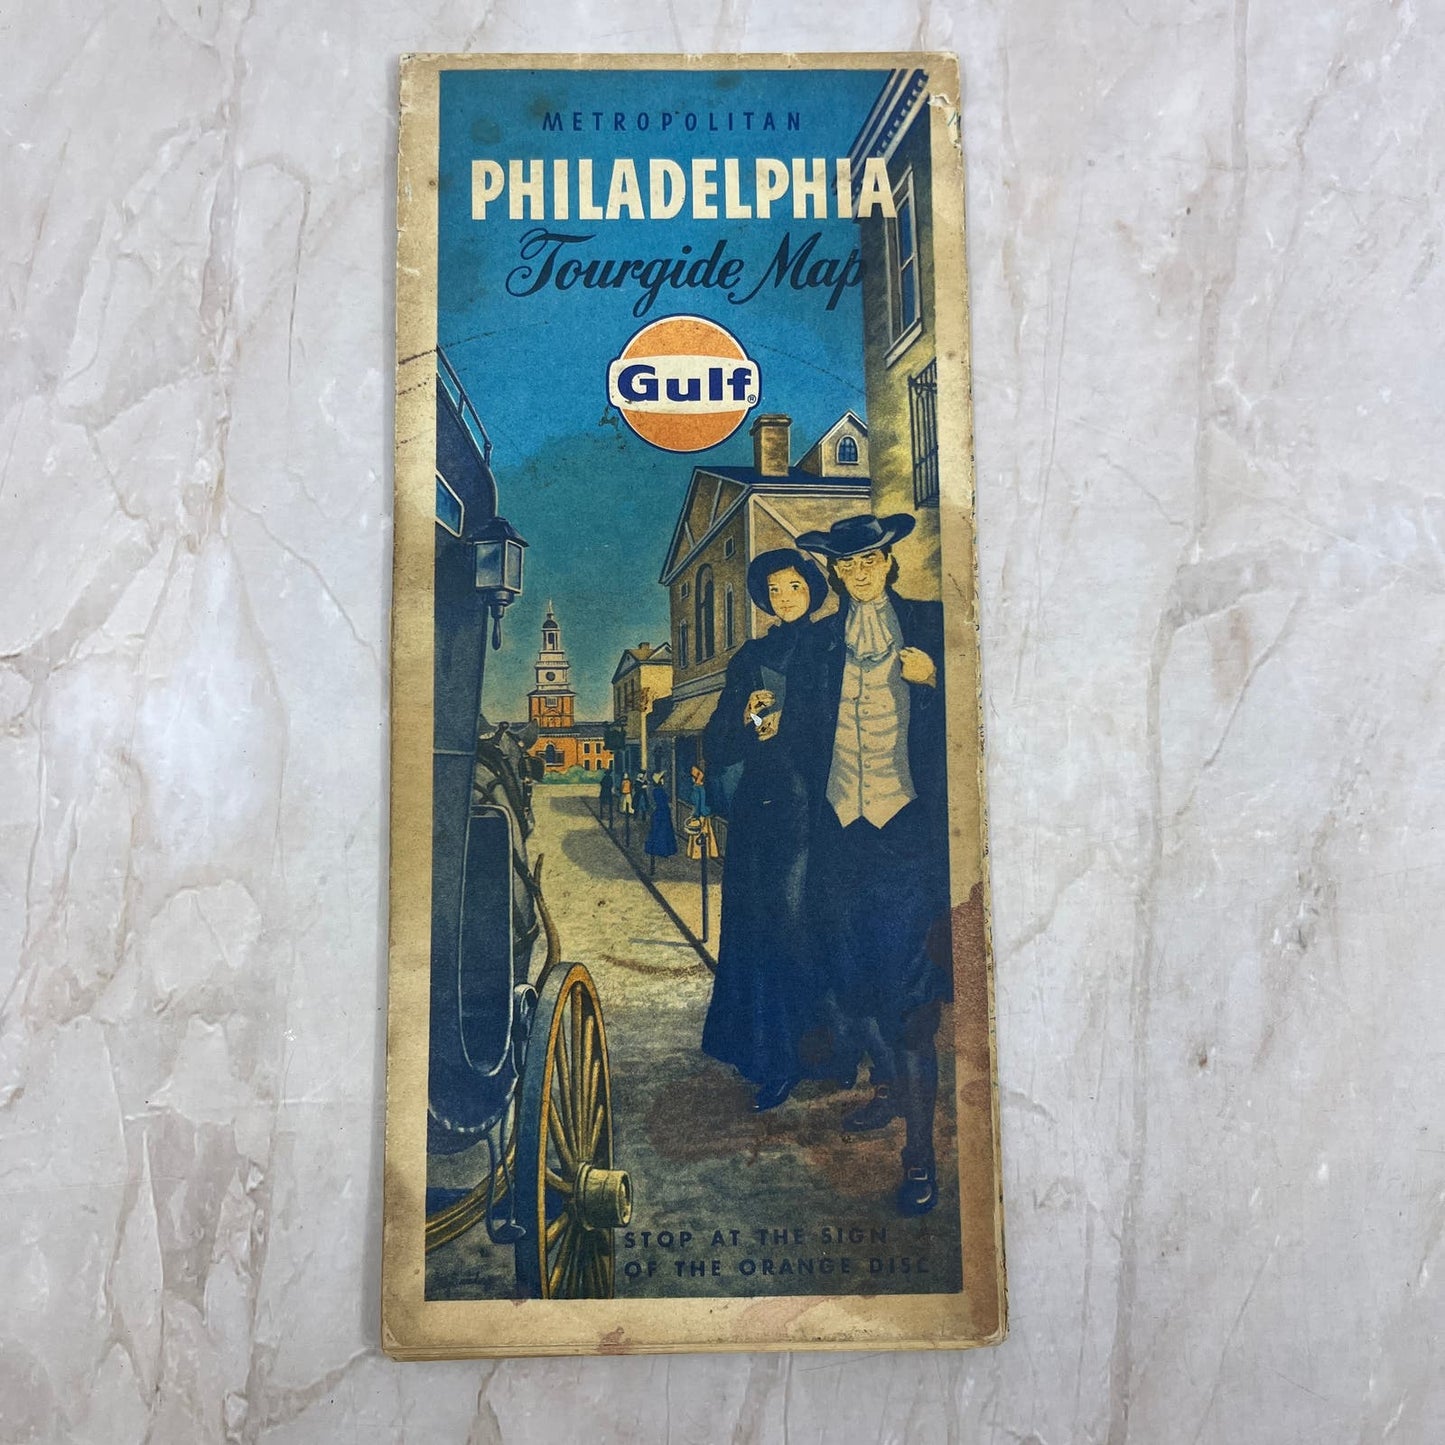 METROPOLITAN
PHILADELPHIA
Tourgide Map
Gulf®
STOP AT THE SIGN
OF THE ORANGE DISC